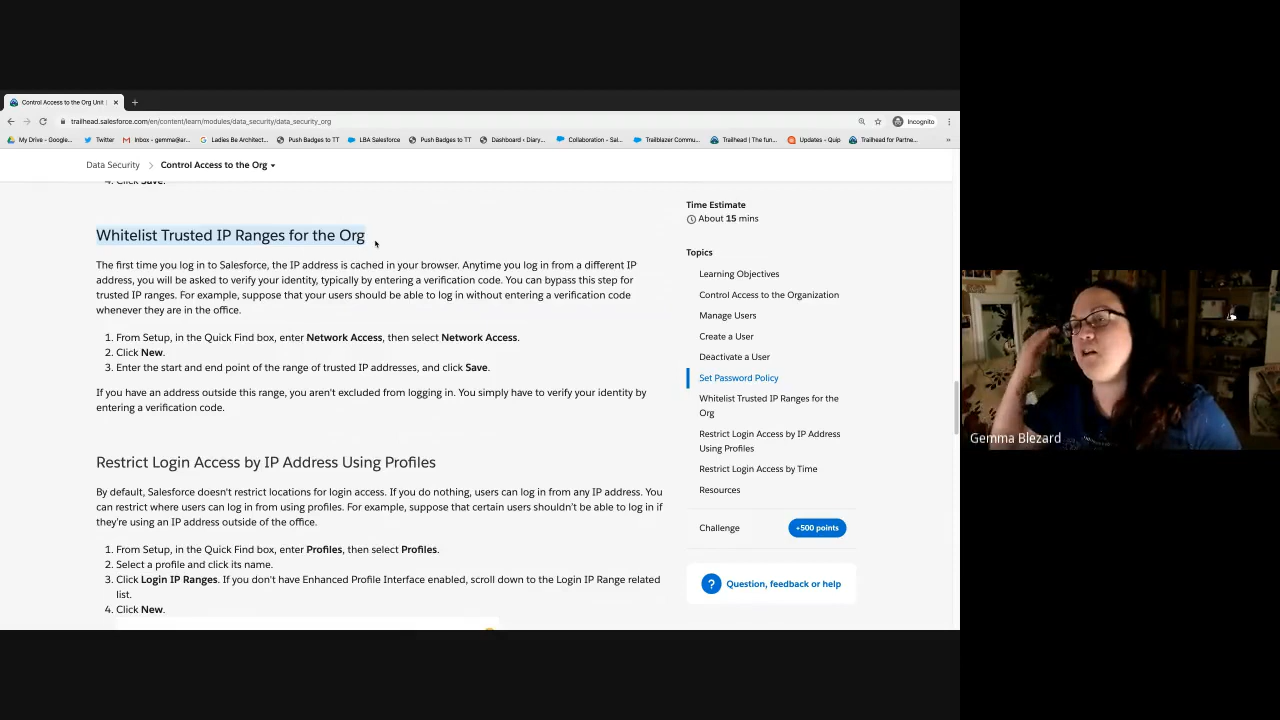 Control Access to the Org Unit |
trailhead.salesforce.com/en/content/learn/modules/data_security/data_security_org
Incognito
My Drive - Google...
Twitter
Inbox - gemma@ar...
Ladies Be Architect...
Push Badges to TT
LBA Salesforce
Push Badges to TT
Dashboard ‹ Diary...
Collaboration - Sal...
Trailblazer Commu...
Trailhead | The fun...
Updates - Quip
Trailhead for Partne...
»
Data Security
Control Access to the Org
4. Click Save.
Whitelist Trusted IP Ranges for the Org
The first time you log in to Salesforce, the IP address is cached in your browser. Anytime you log in from a different IP
address, you will be asked to verify your identity, typically by entering a verification code. You can bypass this step for
trusted IP ranges. For example, suppose that your users should be able to log in without entering a verification code
whenever they are in the office.
1. From Setup, in the Quick Find box, enter Network Access, then select Network Access.
2. Click New.
3. Enter the start and end point of the range of trusted IP addresses, and click Save.
If you have an address outside this range, you aren't excluded from logging in. You simply have to verify your identity by
entering a verification code.
Restrict Login Access by IP Address Using Profiles
By default, Salesforce doesn't restrict locations for login access. If you do nothing, users can log in from any IP address. You
can restrict where users can log in from using profiles. For example, suppose that certain users shouldn't be able to log in if
they're using an IP address outside of the office.
1. From Setup, in the Quick Find box, enter Profiles, then select Profiles.
2. Select a profile and click its name.
3. Click Login IP Ranges. If you don't have Enhanced Profile Interface enabled, scroll down to the Login IP Range related
list.
4. Click New.
Time Estimate
About 15 mins
Topics
Learning Objectives
Control Access to the Organization
Manage Users
Create a User
Deactivate a User
Set Password Policy
Whitelist Trusted IP Ranges for the
Org
Restrict Login Access by IP Address
Using Profiles
Restrict Login Access by Time
Resources
Challenge
+500 points
? Question, feedback or help
Gemma Blezard